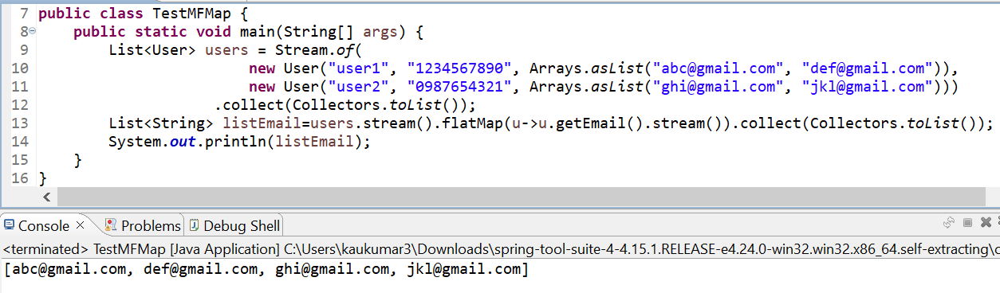 7 public class TestMFMap {
8 public static void main(String[] args) {
9 List<User> users = Stream.of(
10 new User("user1", "1234567890", Arrays.asList("abc@gmail.com", "def@gmail.com")),
11 new User("user2", "0987654321", Arrays.asList("ghi@gmail.com", "jkl@gmail.com")))
12 .collect(Collectors.toList());
13 List<String> listEmail=users.stream().flatMap(u->u.getEmail().stream()).collect(Collectors.toList());
14 System.out.println(listEmail);
15 }
16 }
Console Problems Debug Shell
<terminated> TestMFMap [Java Application] C:\Users\kaukumar3\Downloads\spring-tool-suite-4-4.15.1.RELEASE-e4.24.0-win32.win32.x86_64.self-extracting\
[abc@gmail.com, def@gmail.com, ghi@gmail.com, jkl@gmail.com]